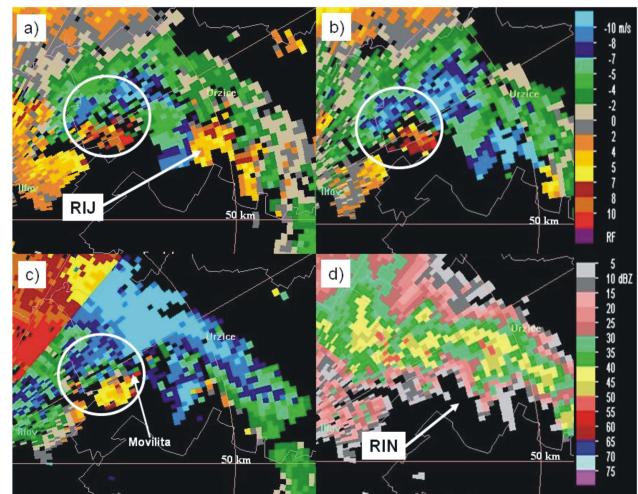 a)
Urzice
RIJ
Ilfov
50 km
b)
Urzice
Ilfov
50 km
-10 m/s
-8
-7
-5
-4
-2
0
2
4
5
7
8
10
RF
c)
Urzice
Movilita
Ilfov
50 km
d)
Urzice
RIN
Ilfov
50 km
5
10 dBZ
15
20
25
30
35
40
45
50
55
60
65
70
75